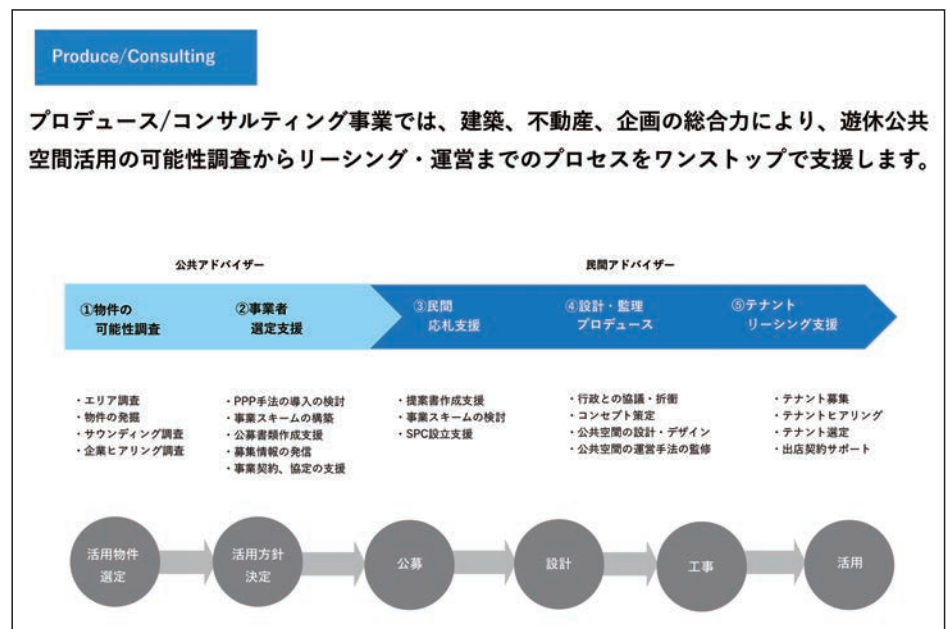 Produce/Consulting
プロデュース/コンサルティング事業では、建築、不動産、企画の総合力により、遊休公共
空間活用の可能性調査からリーシング・運営までのプロセスをワンストップで支援します。
公共アドバイザー
民間アドバイザー
①物件の
可能性調査
②事業者
選定支援
③民間
応札支援
④設計・監理
プロデュース
⑤テナント
リーシング支援
・エリア調査
・物件の発掘
・サウンディング調査
・企業ヒアリング調査
・PPP手法の導入の検討
・事業スキームの構築
・公募書類作成支援
・募集情報の発信
・事業契約、協定の支援
・提案書作成支援
・事業スキームの検討
・SPC設立支援
・行政との協議・折衝
・コンセプト策定
・公共空間の設計・デザイン
・公共空間の運営手法の監修
・テナント募集
・テナントヒアリング
・テナント選定
・出店契約サポート
活用物件
選定
活用方針
決定
公募
設計
工事
活用